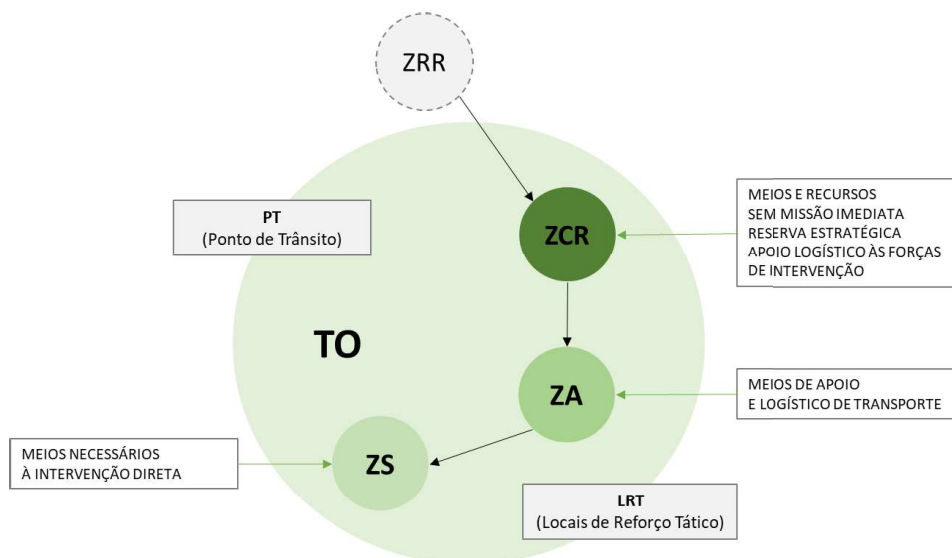 ZRR
PT
(Ponto de Trânsito)
ZCR
MEIOS E RECURSOS
SEM MISSÃO IMEDIATA
RESERVA ESTRATÉGICA
APOIO LOGÍSTICO ÀS FORÇAS
DE INTERVENÇÃO
TO
ZA
MEIOS DE APOIO
E LOGÍSTICO DE TRANSPORTE
MEIOS NECESSÁRIOS
À INTERVENÇÃO DIRETA
ZS
LRT
(Locais de Reforço Tático)